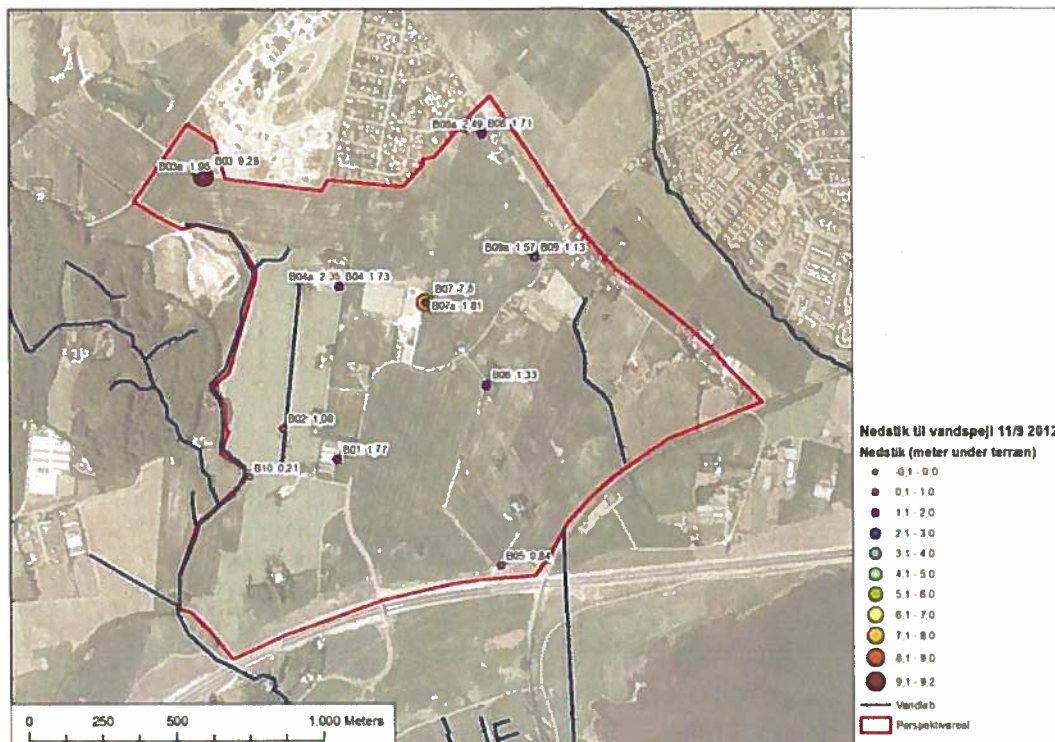 B08a 2,49 B08 1,71
B03 9,28
B03a 1,96
B09a 1,57 B09 1,13
B04a 2,35 B04 1,73
B07 7,8
B07a 1,81
B06 1,33
B02 1,08
B01 1,77
B10 0,21
B05 0,84
Nedstik til vandspejl 11/9 2012
Nedstik (meter under terræn)
-0,1 - 0,0
0,1 - 1,0
1,1 - 2,0
2,1 - 3,0
3,1 - 4,0
4,1 - 5,0
5,1 - 6,0
6,1 - 7,0
7,1 - 8,0
8,1 - 9,0
9,1 - 9,2
Vandløb
Perspektivareal
0 250 500 1.000 Meters